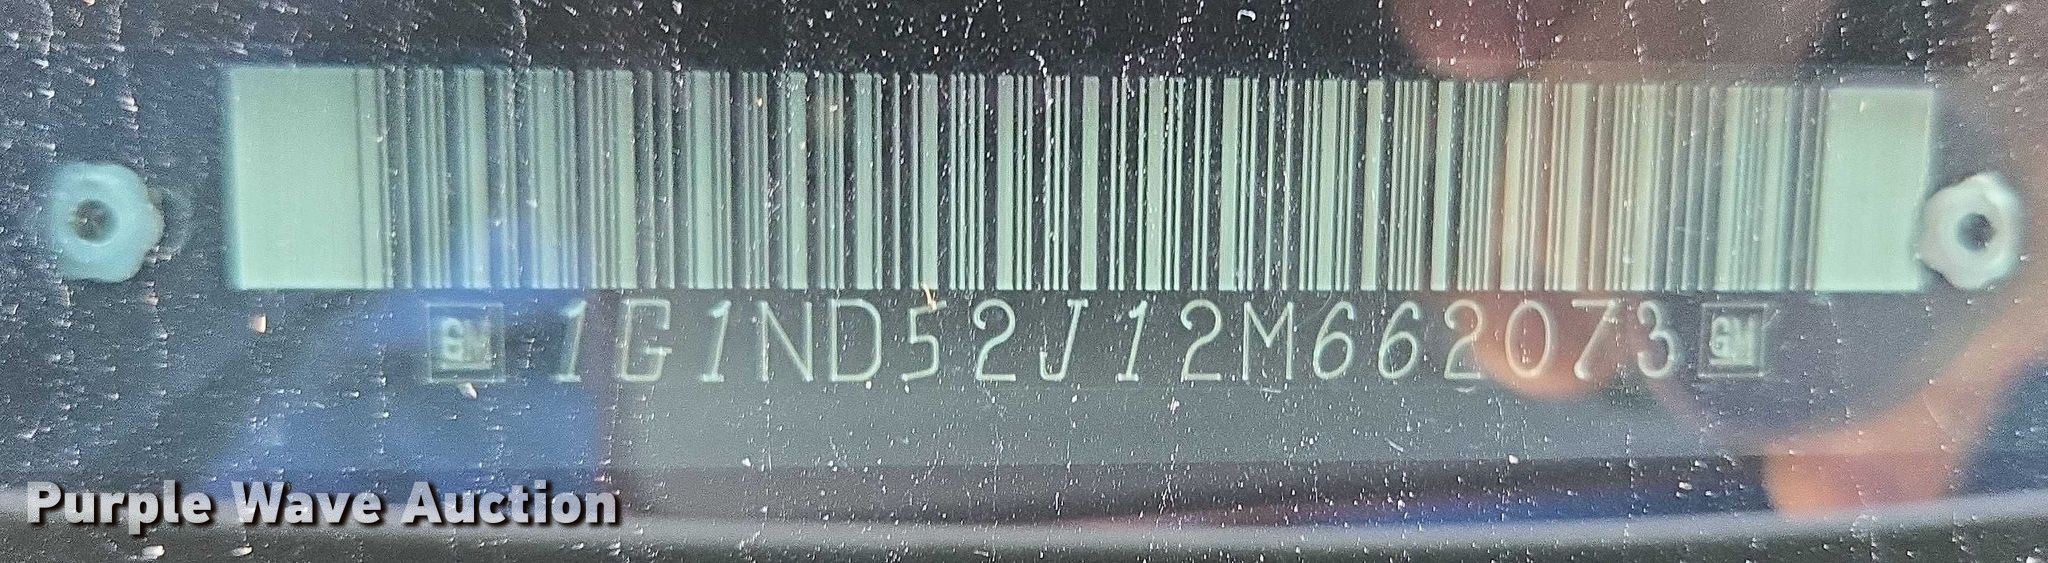 GM 1G1ND52J12M662073 GM
Purple Wave Auction